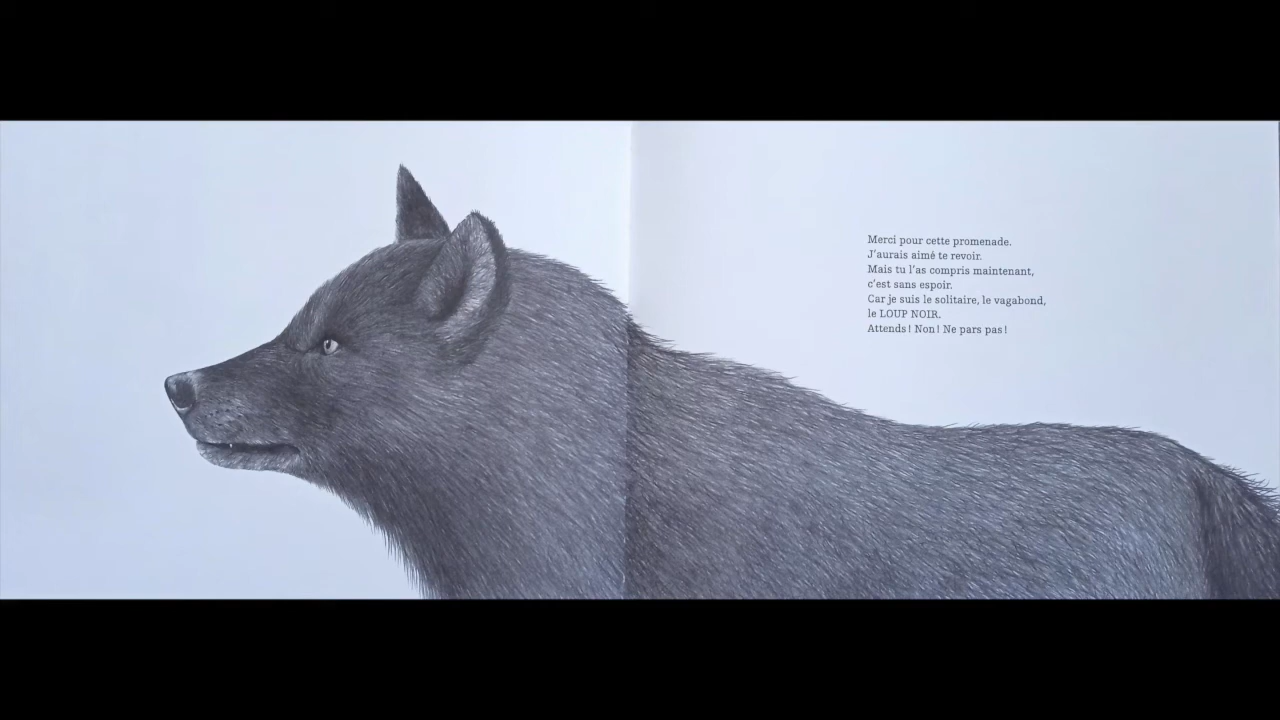 Merci pour cette promenade.
J'aurais aimé te revoir.
Mais tu l'as compris maintenant,
c'est sans espoir.
Car je suis le solitaire, le vagabond,
le LOUP NOIR.
Attends ! Non ! Ne pars pas !